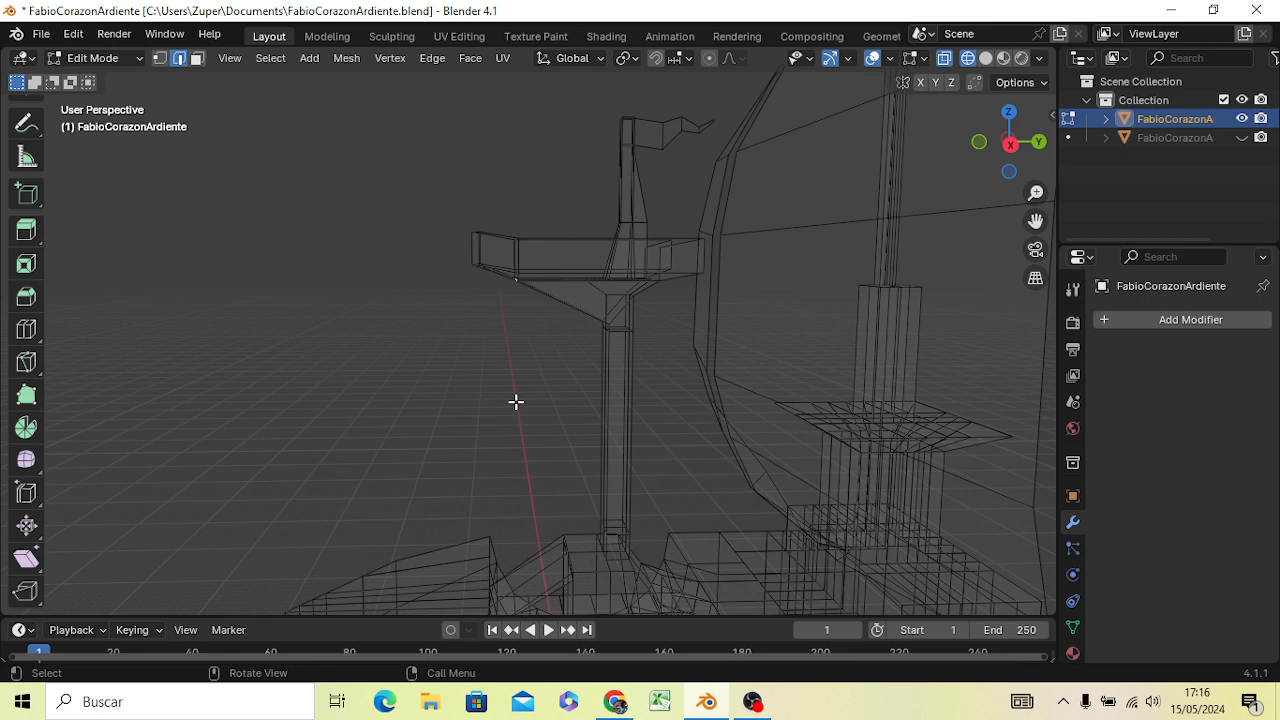 * FabioCorazonArdiente [C:\Users\Zuper\Documents\FabioCorazonArdiente.blend] - Blender 4.1
File Edit Render Window Help Layout Modeling Sculpting UV Editing Texture Paint Shading Animation Rendering Compositing Geomet Scene ViewLayer
Edit Mode View Select Add Mesh Vertex Edge Face UV Global Search
X Y Z Options
User Perspective
(1) FabioCorazonArdiente
Z
Y
X
Scene Collection
Collection
FabioCorazonA
FabioCorazonA
Search
FabioCorazonArdiente
+ Add Modifier
Playback Keying View Marker 1 Start 1 End 250
1 20 40 60 80 100 120 140 160 180 200 220 240
Select Rotate View Call Menu 4.1.1
Buscar
17:16
15/05/2024
1